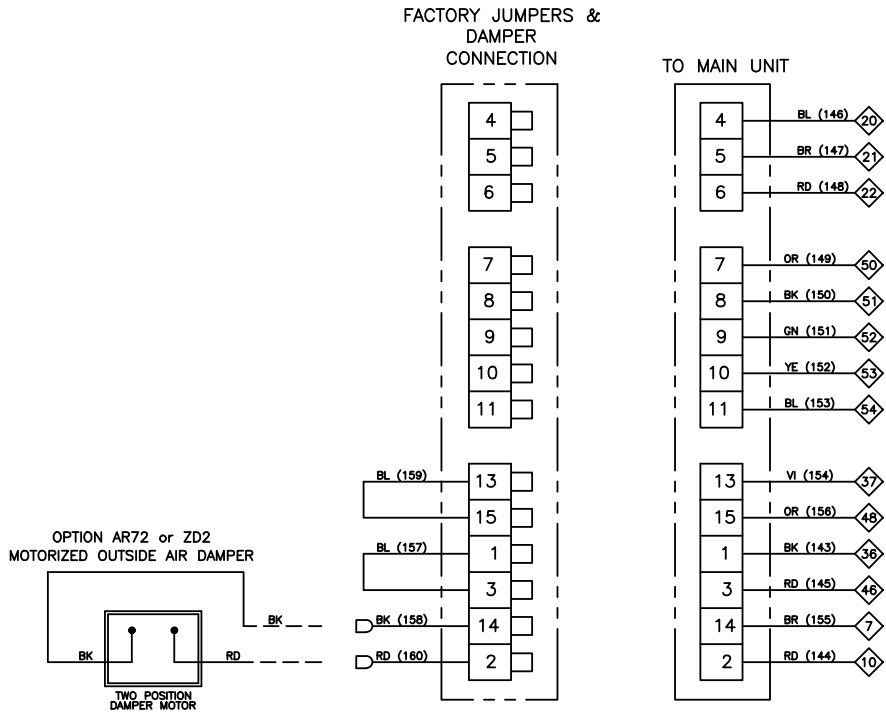 FACTORY JUMPERS &
DAMPER
CONNECTION
TO MAIN UNIT
4
5
6
7
8
9
10
11
BL (159)
13
15
BL (157)
1
3
BK (158)
14
RD (160)
2
4 BL (146) 20
5 BR (147) 21
6 RD (148) 22
7 OR (149) 50
8 BK (150) 51
9 GN (151) 52
10 YE (152) 53
11 BL (153) 54
13 VI (154) 37
15 OR (156) 48
1 BK (143) 36
3 RD (145) 46
14 BR (155) 7
2 RD (144) 10
OPTION AR72 or ZD2
MOTORIZED OUTSIDE AIR DAMPER
BK
BK
RD
TWO POSITION
DAMPER MOTOR